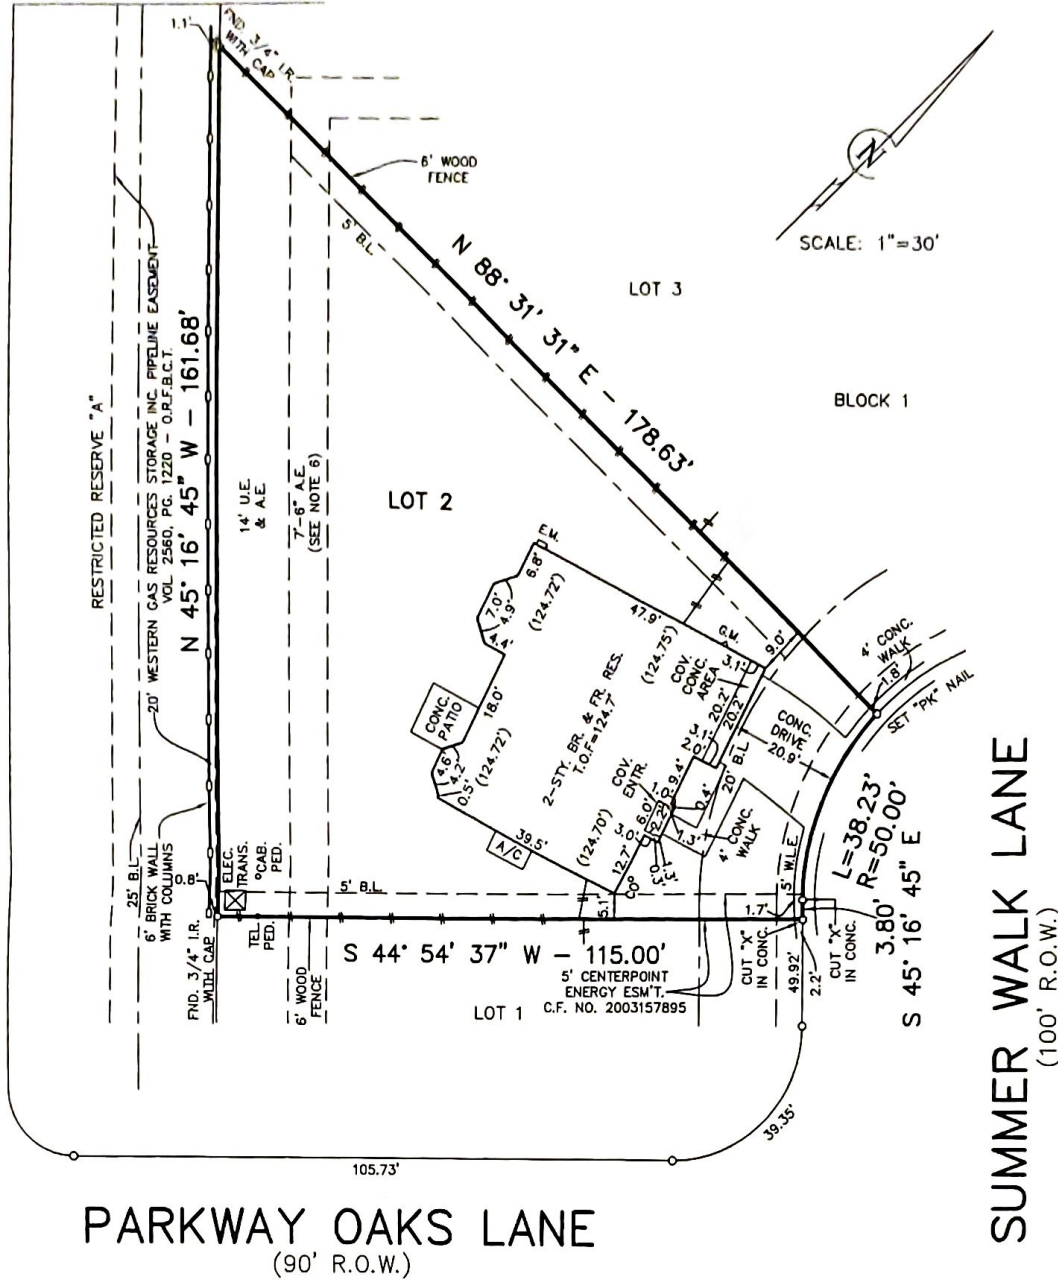 1.1'
FND. 3/4" I.R.
WITH CAP
6' WOOD
FENCE
N
SCALE: 1"=30'
5' B.L.
N 88° 31' 31" E - 178.63'
LOT 3
BLOCK 1
RESTRICTED RESERVE "A"
20' WESTERN GAS RESOURCES STORAGE INC. PIPELINE EASEMENT
VOL. 2560, PG. 1220 - O.R.F.B.C.T.
N 45° 16' 45" W - 161.68'
14' U.E.
& A.E.
7'-6" A.E.
(SEE NOTE 6)
LOT 2
E.M.
6.8'
7.0'
4.9'
4.4'
(124.72')
47.9'
(124.75')
G.M.
9.0'
3.1'
COV.
CONC.
AREA
20.2'
20.2'
4' CONC.
WALK
1.8'
SET "PK" NAIL
CONC.
DRIVE
20.9'
CONC.
PATIO
18.0'
4.6'
4.2'
0.5'
(124.72')
2-STY. BR. & FR. RES.
T.O.F.=124.7'
COV.
ENTR.
3.1'
2.0'
9.4'
20' B.L.
0.4'
6.0'
2.2'
3.0'
1.3'
4' CONC.
WALK
39.5'
A/C
(124.70')
12.7'
CO°
5.1'
25' B.L.
6' BRICK WALL
WITH COLUMNS
0.8'
ELEC.
TRANS.
°CAB.
PED.
5' B.L.
5' W.L.E.
1.7'
L=38.23'
R=50.00'
3.80'
S 45° 16' 45" E
FND. 3/4" I.R.
WITH CAP
TEL.
PED.
6' WOOD
FENCE
S 44° 54' 37" W - 115.00'
5' CENTERPOINT
ENERGY ESM'T.
C.F. NO. 2003157895
CUT "X"
IN CONC.
49.92'
2.2'
CUT "X"
IN CONC.
LOT 1
39.35'
105.73'
PARKWAY OAKS LANE
(90' R.O.W.)
SUMMER WALK LANE
(100' R.O.W.)